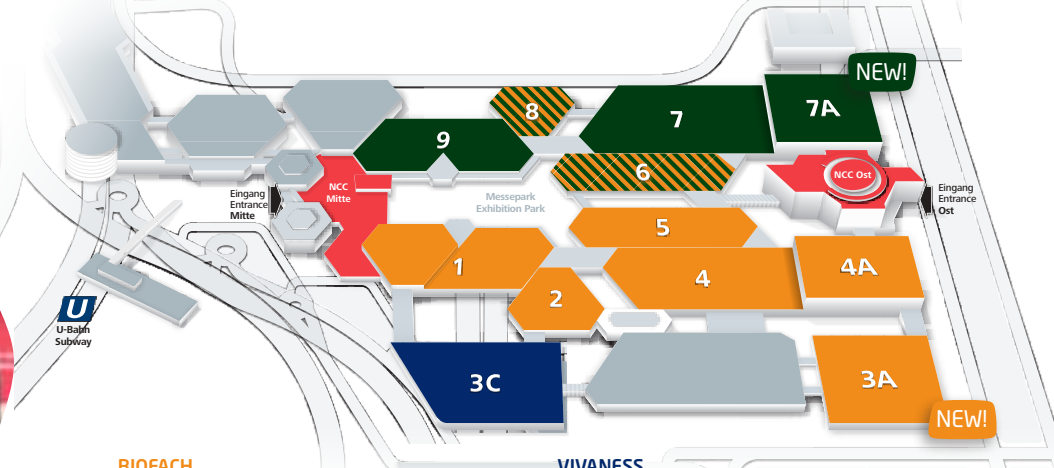 NEW!
8
7
7A
9
6
NCC
Mitte
NCC Ost
Eingang
Entrance
Mitte
Messepark
Exhibition Park
Eingang
Entrance
Ost
5
1
4
4A
2
U
U-Bahn
Subway
3C
3A
NEW!
BIOFACH
VIVANESS